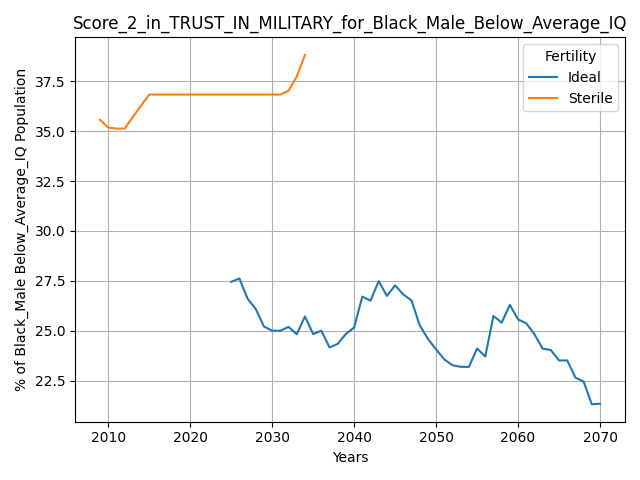 Score_2_in_TRUST_IN_MILITARY_for_Black_Male_Below_Average_IQ
Fertility
Ideal
Sterile
% of Black_Male Below_Average_IQ Population
37.5
35.0
32.5
30.0
27.5
25.0
22.5
2010 2020 2030 2040 2050 2060 2070
Years